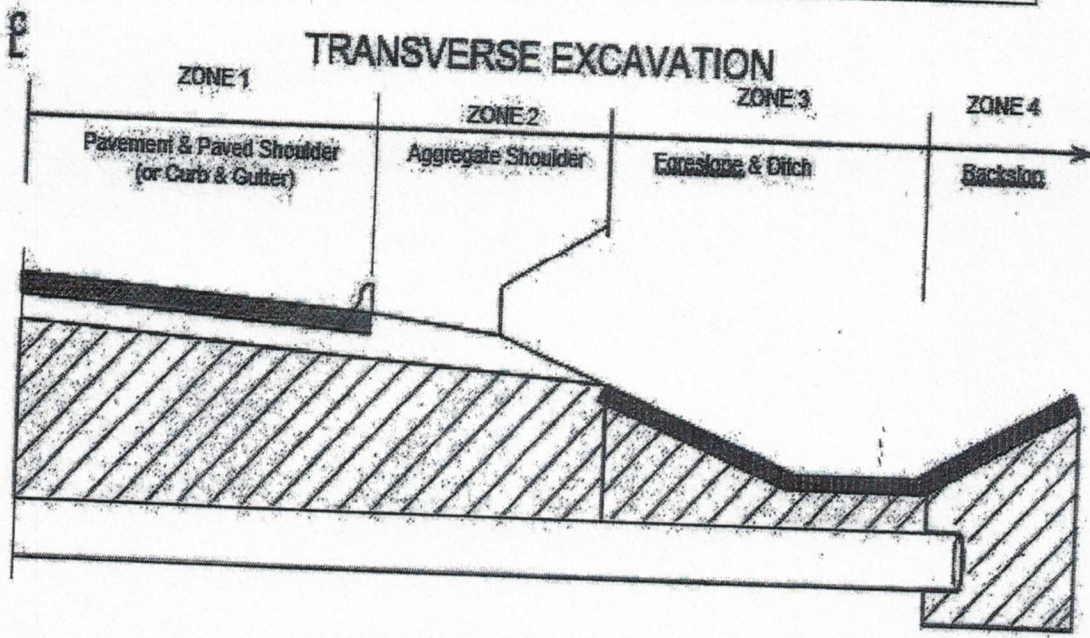 CL
TRANSVERSE EXCAVATION
ZONE 1
ZONE 2
ZONE 3
ZONE 4
Pavement & Paved Shoulder
(or Curb & Gutter)
Aggregate Shoulder
Foreslope & Ditch
Backslop